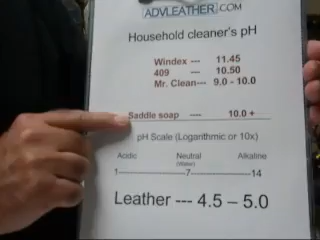 ADVLEATHER.COM
Household cleaner's pH
Windex --- 11.45
409 --- 10.50
Mr. Clean--- 9.0 - 10.0
Saddle soap ---- 10.0 +
pH Scale (Logarithmic or 10x)
Acidic Neutral Alkaline
(Water)
1-----------------7---------------14
Leather --- 4.5 – 5.0